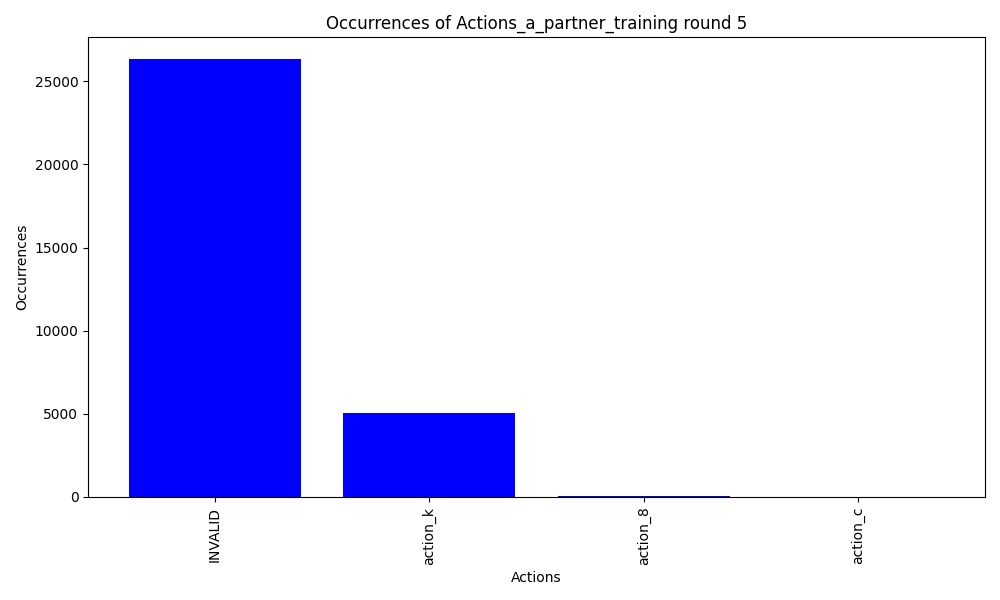 Occurrences of Actions_a_partner_training round 5
Occurrences
25000
20000
15000
10000
5000
0
INVALID
action_k
action_8
action_c
Actions